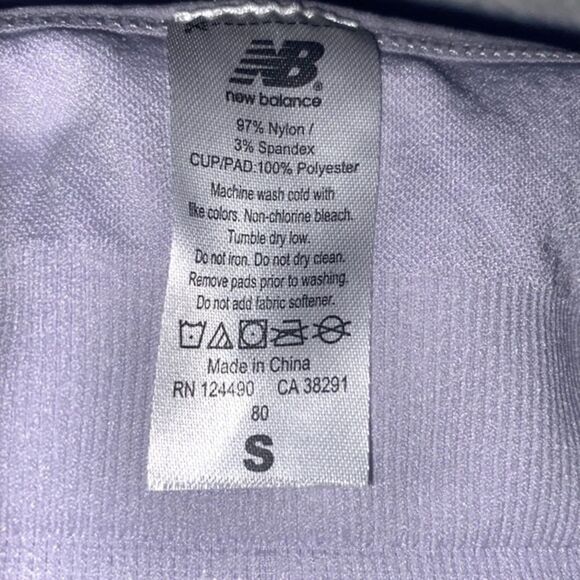 NB®
new balance
97% Nylon /
3% Spandex
CUP/PAD:100% Polyester
Machine wash cold with
like colors. Non-chlorine bleach.
Tumble dry low.
Do not iron. Do not dry clean.
Remove pads prior to washing.
Do not add fabric softener.
Made in China
RN 124490 CA 38291
80
S